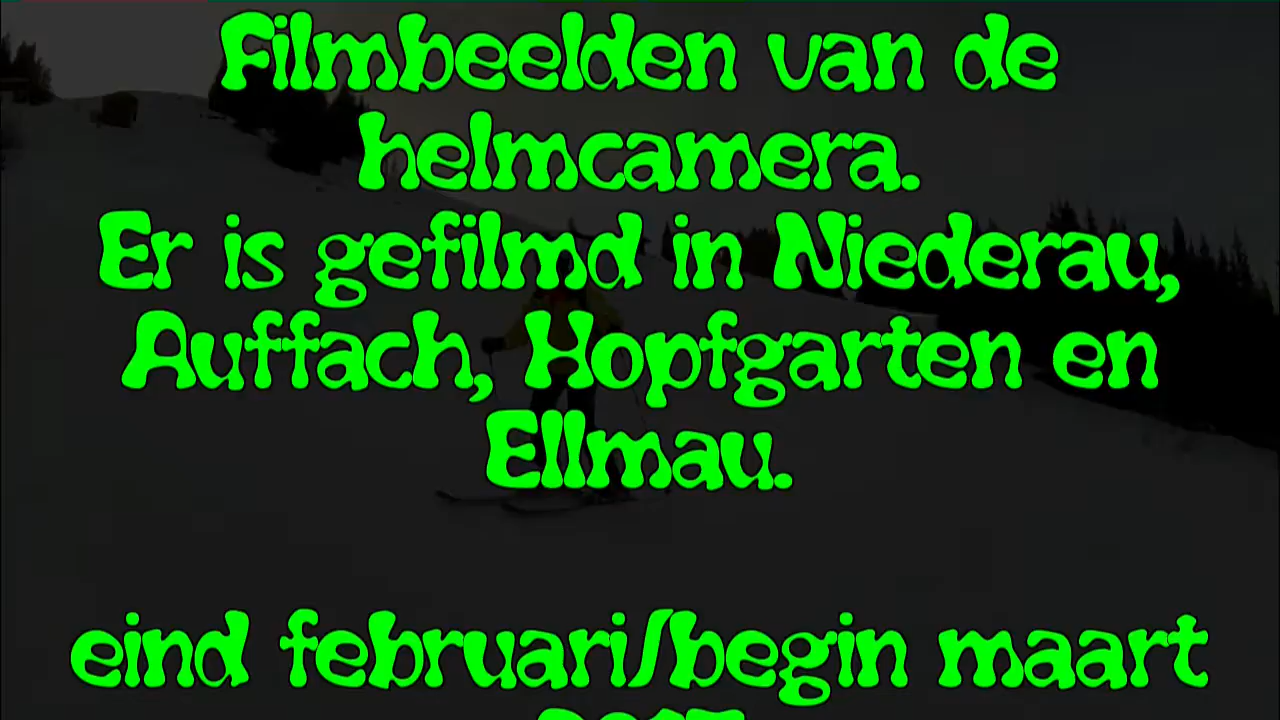 Filmbeelden van de
helmcamera.
Er is gefilmd in Niederau,
Auffach, Hopfgarten en
Ellmau.
eind februari/begin maart